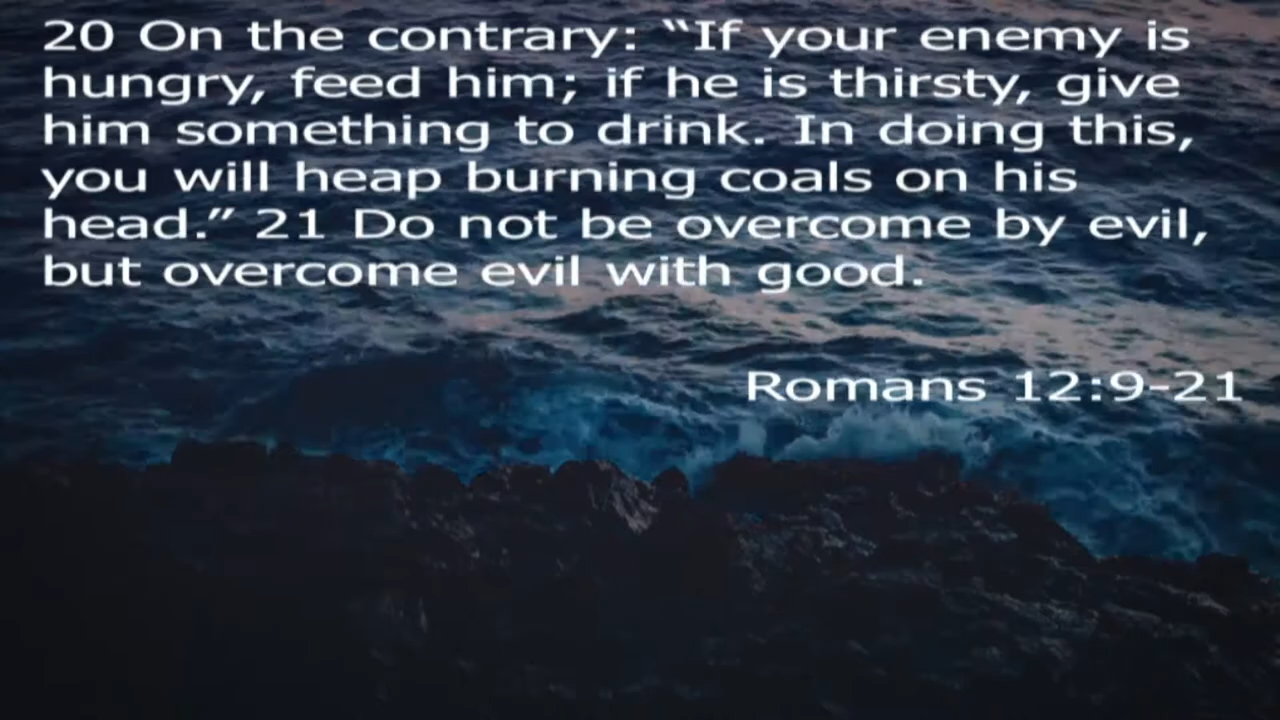 20 On the contrary: “If your enemy is
hungry, feed him; if he is thirsty, give
him something to drink. In doing this,
you will heap burning coals on his
head.” 21 Do not be overcome by evil,
but overcome evil with good.
Romans 12:9-21